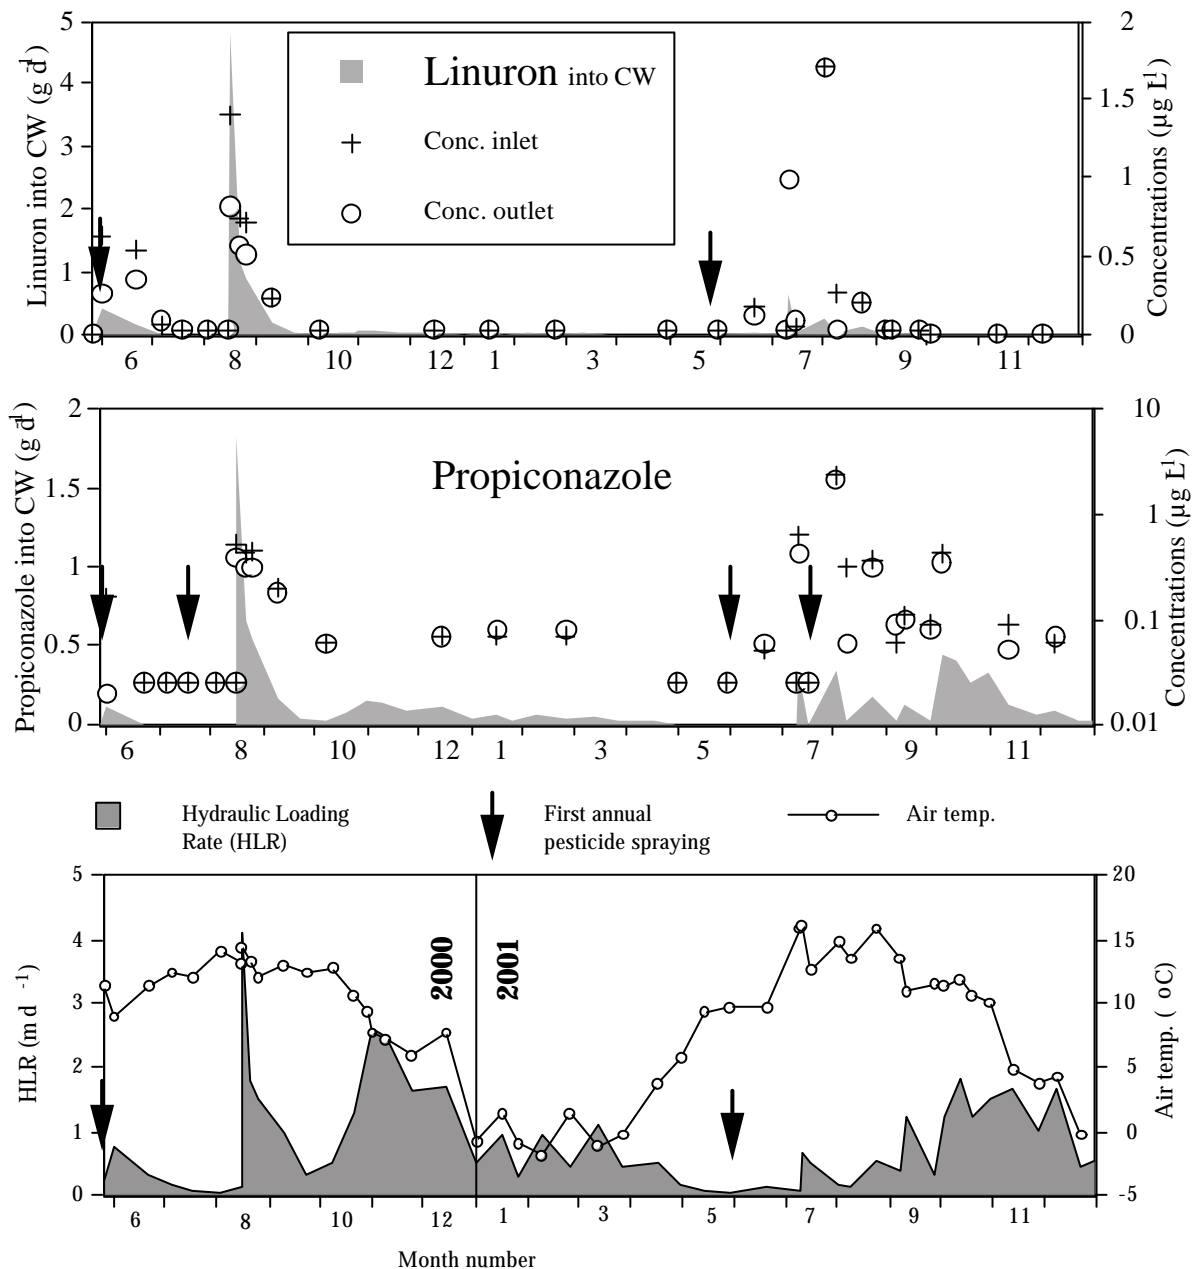 5
4
3
2
1
0
Linuron into CW (g d1)
Linuron into CW
Conc. inlet
Conc. outlet
2
1.5
1
0.5
0
Concentrations (µg L1)
6 8 10 12 1 3 5 7 9 11
2
1.5
1
0.5
0
Propiconazole into CW (g d1)
Propiconazole
10
1
0.1
0.01
Concentrations (µg L1)
6 8 10 12 1 3 5 7 9 11
Hydraulic Loading
Rate (HLR)
First annual
pesticide spraying
Air temp.
5
4
3
2
1
0
HLR (m d -1)
2000
2001
20
15
10
5
0
-5
Air temp. ( oC)
6 8 10 12 1 3 5 7 9 11
Month number